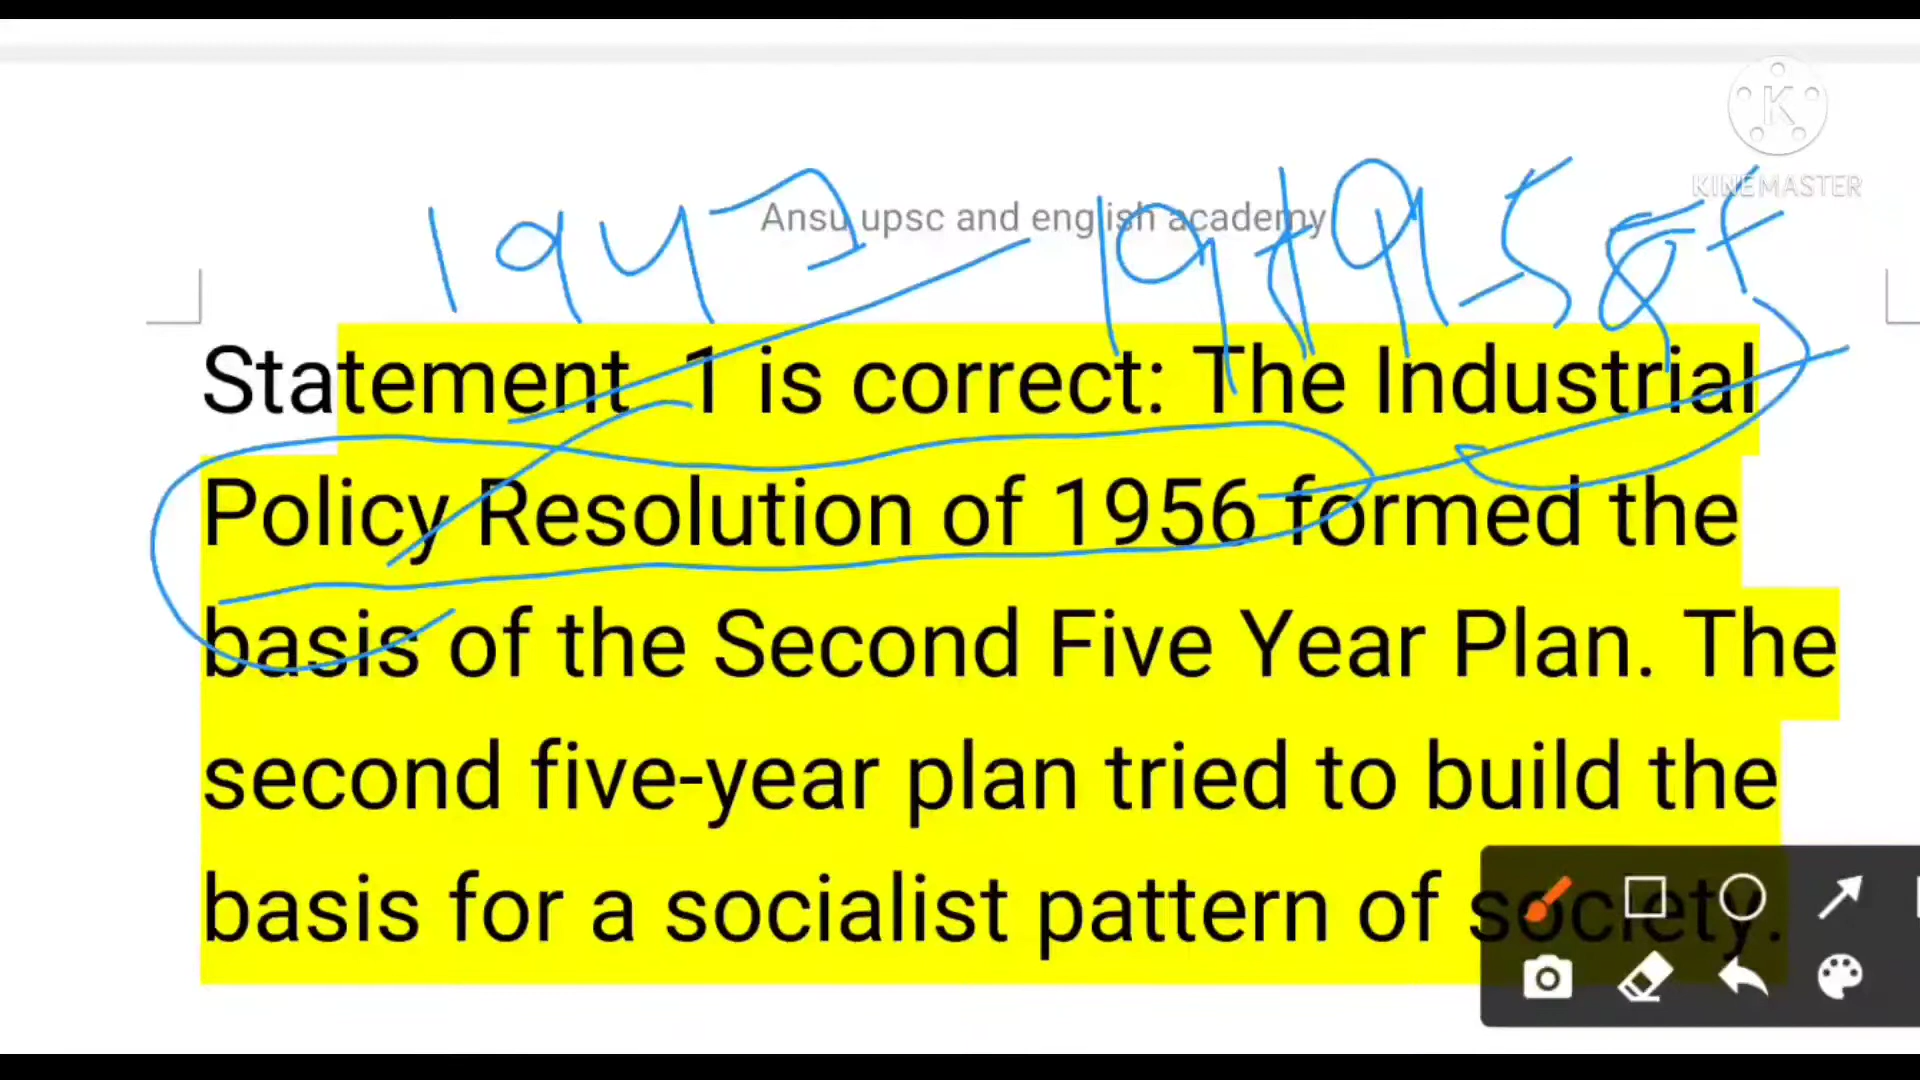 KINEMASTER
Ansu upsc and english academy
1947
Statement 1 is correct: The Industrial
Policy Resolution of 1956 formed the
basis of the Second Five Year Plan. The
second five-year plan tried to build the
basis for a socialist pattern of society.